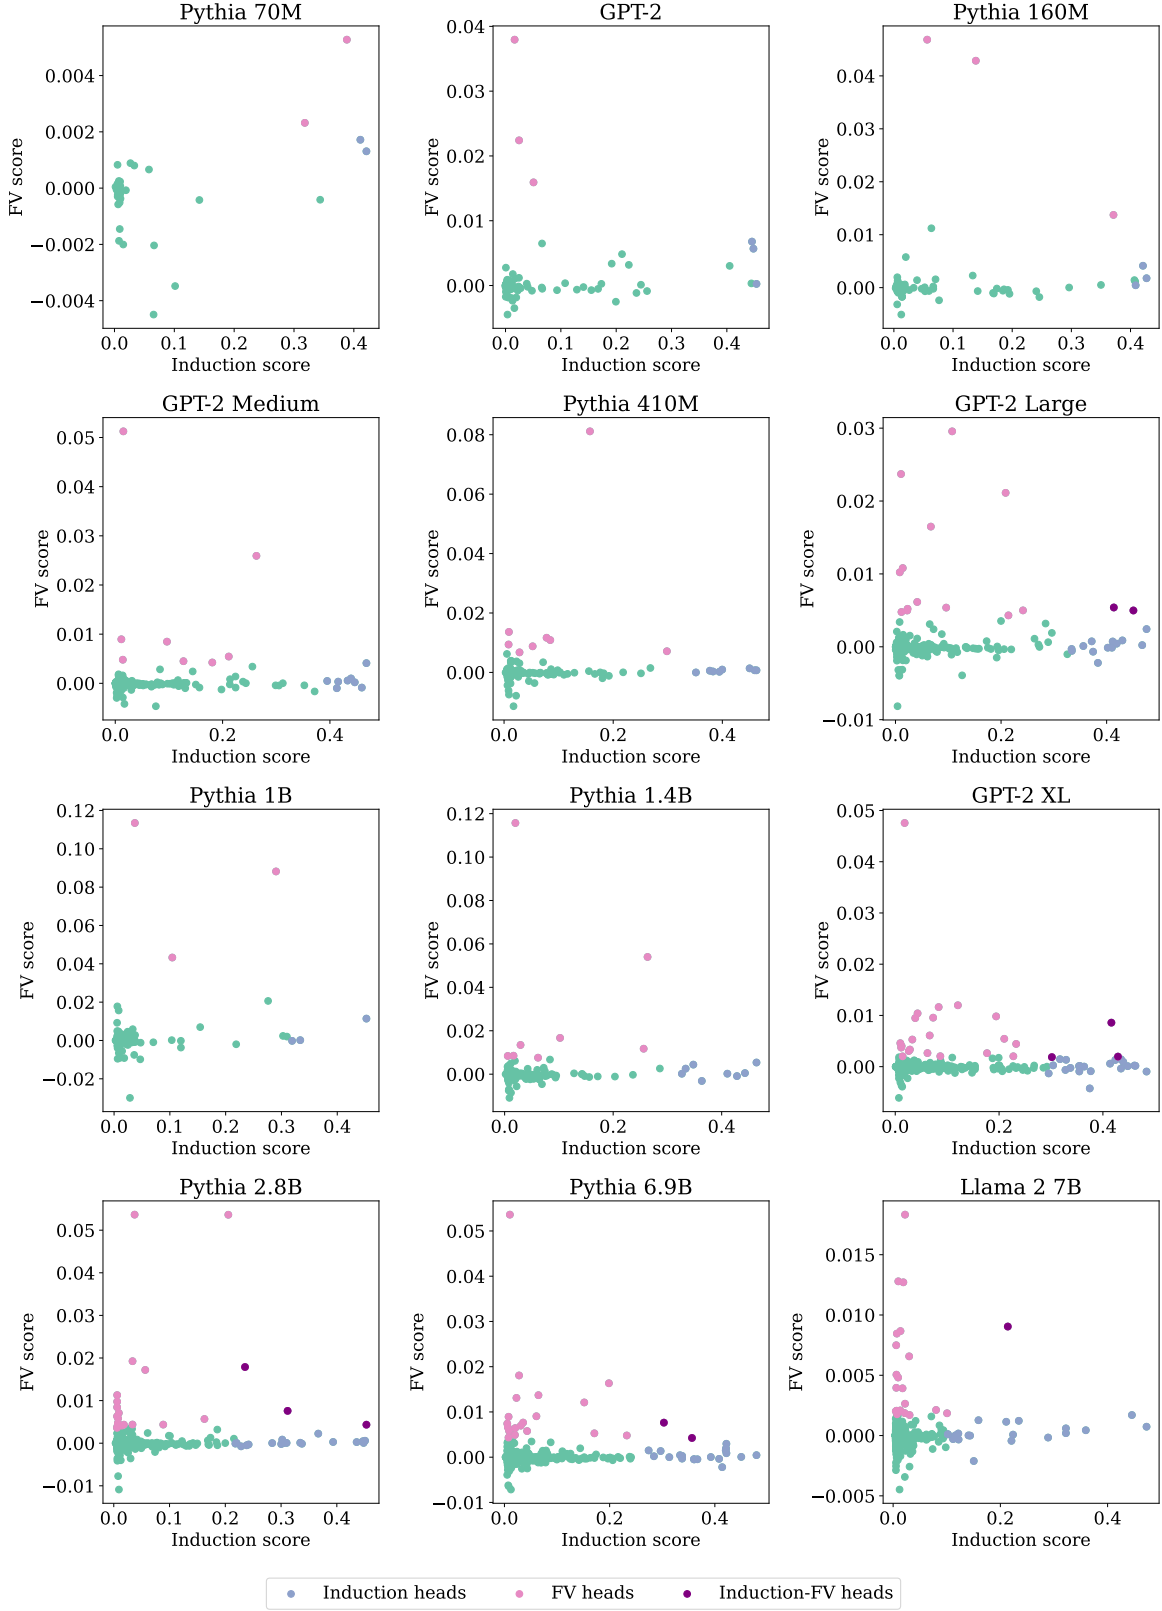 Pythia 70M
FV score
0.004
0.002
0.000
−0.002
−0.004
0.0 0.1 0.2 0.3 0.4
Induction score
GPT-2
FV score
0.04
0.03
0.02
0.01
0.00
0.0 0.1 0.2 0.3 0.4
Induction score
Pythia 160M
FV score
0.04
0.03
0.02
0.01
0.00
0.0 0.1 0.2 0.3 0.4
Induction score
GPT-2 Medium
FV score
0.05
0.04
0.03
0.02
0.01
0.00
0.0 0.2 0.4
Induction score
Pythia 410M
FV score
0.08
0.06
0.04
0.02
0.00
0.0 0.2 0.4
Induction score
GPT-2 Large
FV score
0.03
0.02
0.01
0.00
−0.01
0.0 0.2 0.4
Induction score
Pythia 1B
FV score
0.12
0.10
0.08
0.06
0.04
0.02
0.00
−0.02
0.0 0.1 0.2 0.3 0.4
Induction score
Pythia 1.4B
FV score
0.12
0.10
0.08
0.06
0.04
0.02
0.00
0.0 0.2 0.4
Induction score
GPT-2 XL
FV score
0.05
0.04
0.03
0.02
0.01
0.00
0.0 0.2 0.4
Induction score
Pythia 2.8B
FV score
0.05
0.04
0.03
0.02
0.01
0.00
−0.01
0.0 0.1 0.2 0.3 0.4
Induction score
Pythia 6.9B
FV score
0.05
0.04
0.03
0.02
0.01
0.00
−0.01
0.0 0.2 0.4
Induction score
Llama 2 7B
FV score
0.015
0.010
0.005
0.000
−0.005
0.0 0.2 0.4
Induction score
Induction heads FV heads Induction-FV heads